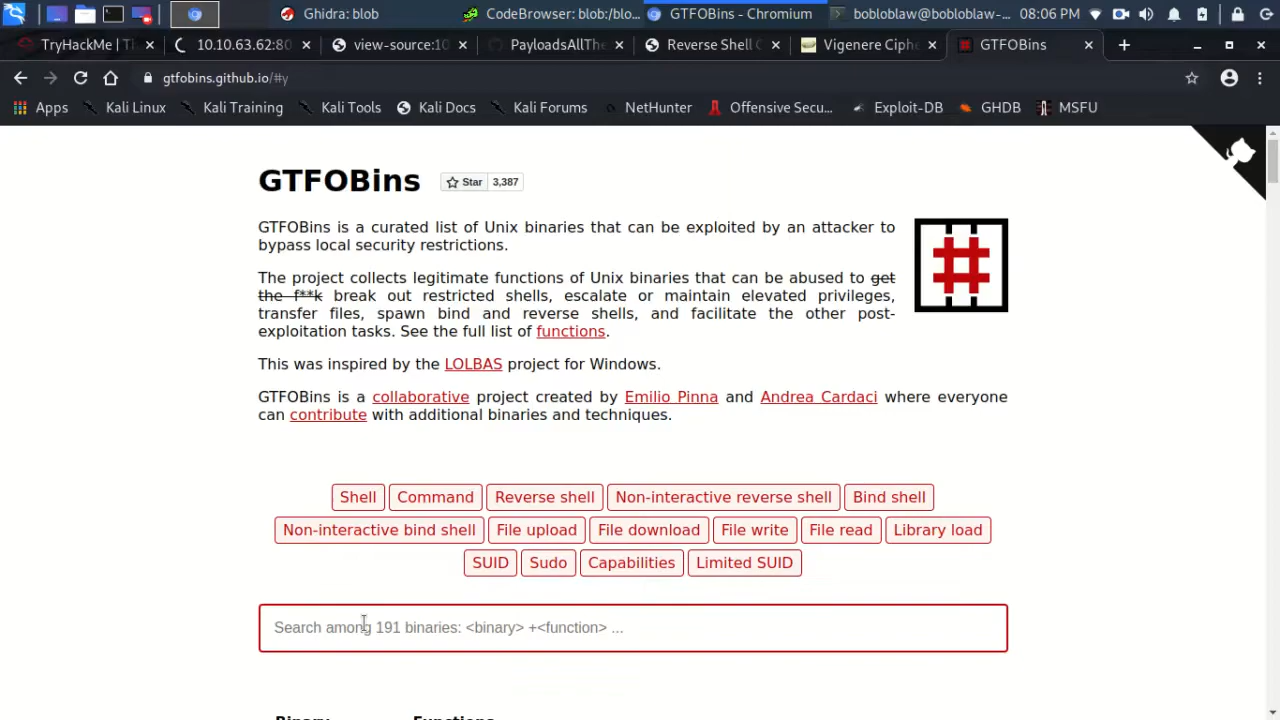 Ghidra: blob
CodeBrowser: blob:/blo...
GTFOBins - Chromium
bobloblaw@bobloblaw-...
08:06 PM
TryHackMe | Ti
10.10.63.62:80
view-source:10
PayloadsAllThe
Reverse Shell C
Vigenere Ciphe
GTFOBins
gtfobins.github.io/#y
Apps
Kali Linux
Kali Training
Kali Tools
Kali Docs
Kali Forums
NetHunter
Offensive Secu...
Exploit-DB
GHDB
MSFU
GTFOBins
Star 3,387
GTFOBins is a curated list of Unix binaries that can be exploited by an attacker to
bypass local security restrictions.
The project collects legitimate functions of Unix binaries that can be abused to get
the f**k break out restricted shells, escalate or maintain elevated privileges,
transfer files, spawn bind and reverse shells, and facilitate the other post-
exploitation tasks. See the full list of functions.
This was inspired by the LOLBAS project for Windows.
GTFOBins is a collaborative project created by Emilio Pinna and Andrea Cardaci where everyone
can contribute with additional binaries and techniques.
Shell Command Reverse shell Non-interactive reverse shell Bind shell
Non-interactive bind shell File upload File download File write File read Library load
SUID Sudo Capabilities Limited SUID
Search among 191 binaries: <binary> +<function> ...
Binary Functions